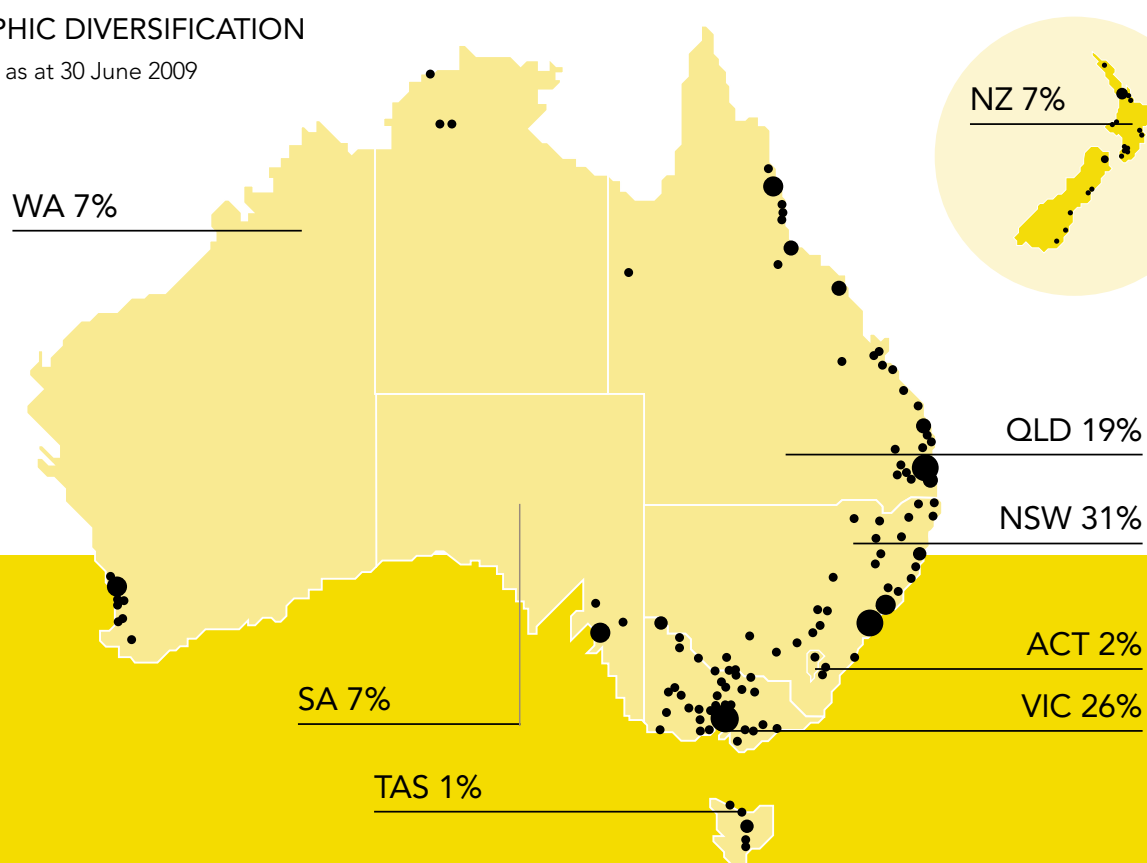 PHIC DIVERSIFICATION
as at 30 June 2009
NZ 7%
WA 7%
QLD 19%
NSW 31%
ACT 2%
SA 7%
VIC 26%
TAS 1%